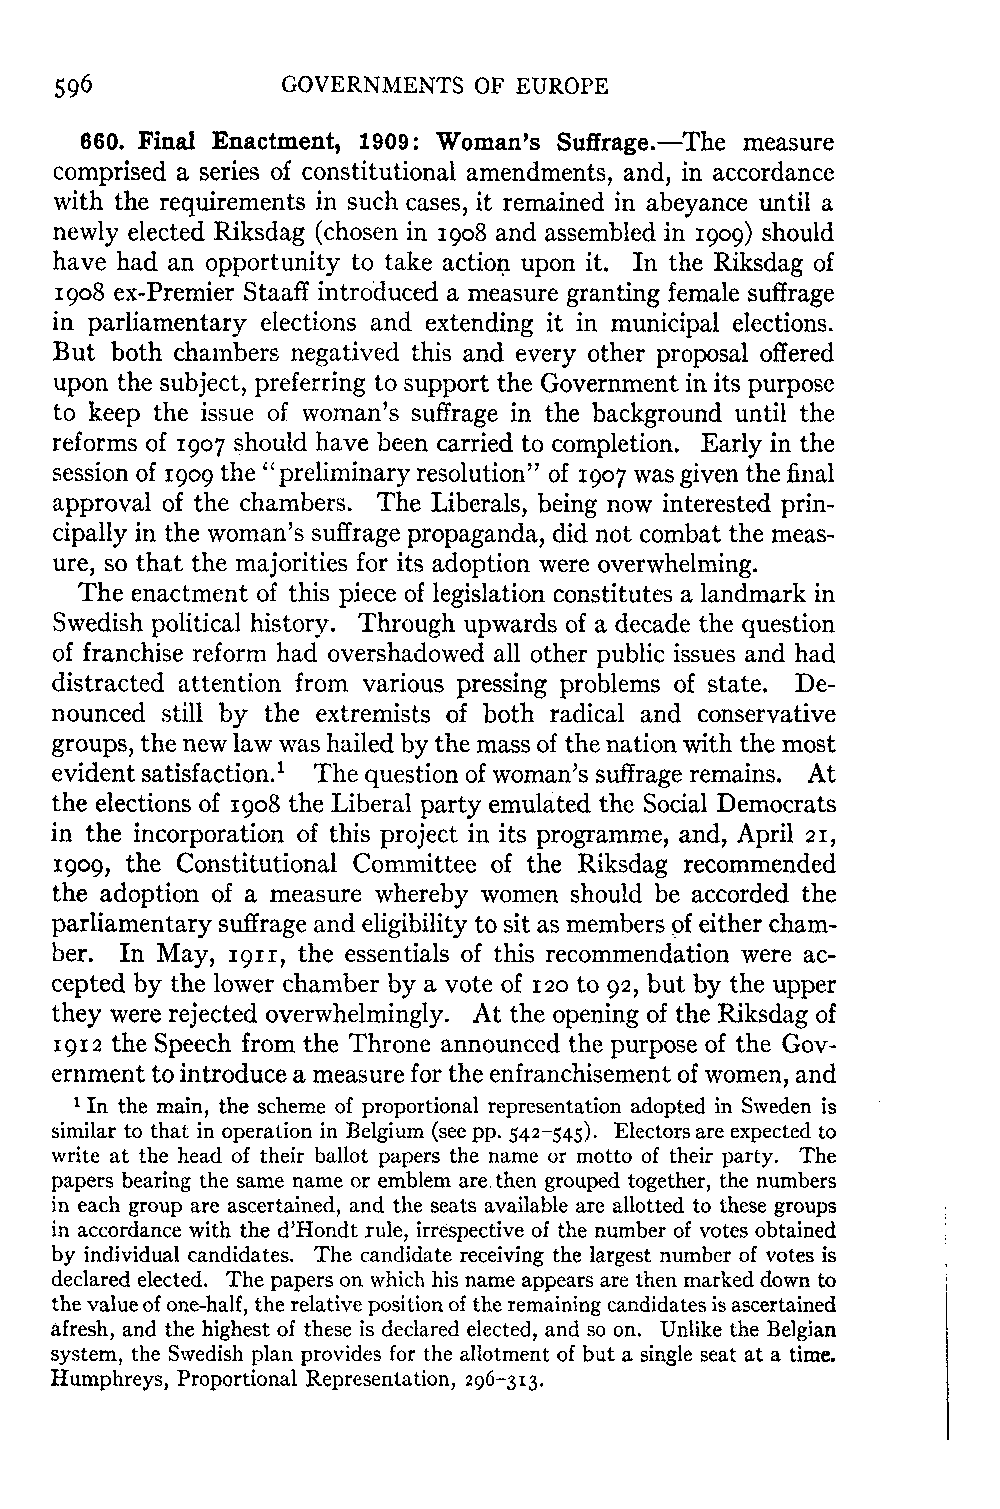 596 GOVERNMENTS OF EUROPE
660. Final Enactment, 1909: Woman's Suffrage.—The measure
comprised a series of constitutional amendments, and, in accordance
with the requirements in such cases, it remained in abeyance until a
newly elected Riksdag (chosen in 1908 and assembled in 1909) should
have had an opportunity to take action upon it. In the Riksdag of
1908 ex-Premier Staaff introduced a measure granting female suffrage
in parliamentary elections and extending it in municipal elections.
But both chambers negatived this and every other proposal offered
upon the subject, preferring to support the Government in its purpose
to keep the issue of woman's suffrage in the background until the
reforms of 1907 should have been carried to completion. Early in the
session of 1909 the "preliminary resolution" of 1907 was given the final
approval of the chambers. The Liberals, being now interested prin-
cipally in the woman's suffrage propaganda, did not combat the meas-
ure, so that the majorities for its adoption were overwhelming.
The enactment of this piece of legislation constitutes a landmark in
Swedish political history. Through upwards of a decade the question
of franchise reform had overshadowed all other public issues and had
distracted attention from various pressing problems of state. De-
nounced still by the extremists of both radical and conservative
groups, the new law was hailed by the mass of the nation with the most
evident satisfaction.¹ The question of woman's suffrage remains. At
the elections of 1908 the Liberal party emulated the Social Democrats
in the incorporation of this project in its programme, and, April 21,
1909, the Constitutional Committee of the Riksdag recommended
the adoption of a measure whereby women should be accorded the
parliamentary suffrage and eligibility to sit as members of either cham-
ber. In May, 1911, the essentials of this recommendation were ac-
cepted by the lower chamber by a vote of 120 to 92, but by the upper
they were rejected overwhelmingly. At the opening of the Riksdag of
1912 the Speech from the Throne announced the purpose of the Gov-
ernment to introduce a measure for the enfranchisement of women, and
¹ In the main, the scheme of proportional representation adopted in Sweden is
similar to that in operation in Belgium (see pp. 542–545). Electors are expected to
write at the head of their ballot papers the name or motto of their party. The
papers bearing the same name or emblem are then grouped together, the numbers
in each group are ascertained, and the seats available are allotted to these groups
in accordance with the d'Hondt rule, irrespective of the number of votes obtained
by individual candidates. The candidate receiving the largest number of votes is
declared elected. The papers on which his name appears are then marked down to
the value of one-half, the relative position of the remaining candidates is ascertained
afresh, and the highest of these is declared elected, and so on. Unlike the Belgian
system, the Swedish plan provides for the allotment of but a single seat at a time.
Humphreys, Proportional Representation, 296–313.